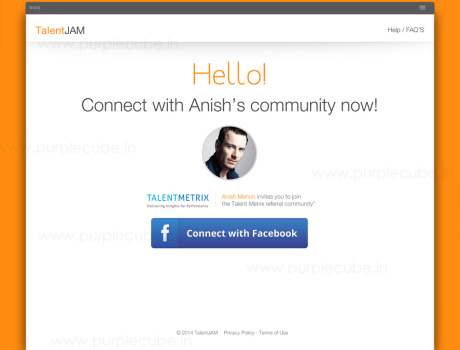 TalentJAM
Help / FAQ'S
Hello!
Connect with Anish's community now!
TALENTMETRIX
Delivering Insights for Performance
Anish Menon invites you to join
the Talent Metrix referral community"
f
Connect with Facebook
© 2014 TalentJAM Privacy Policy - Terms of Use
www.purplecube.in
www.purplecube.in
www.purplecube.in
www.purplecube.in
www.purplecube.in
www.purplecube.in